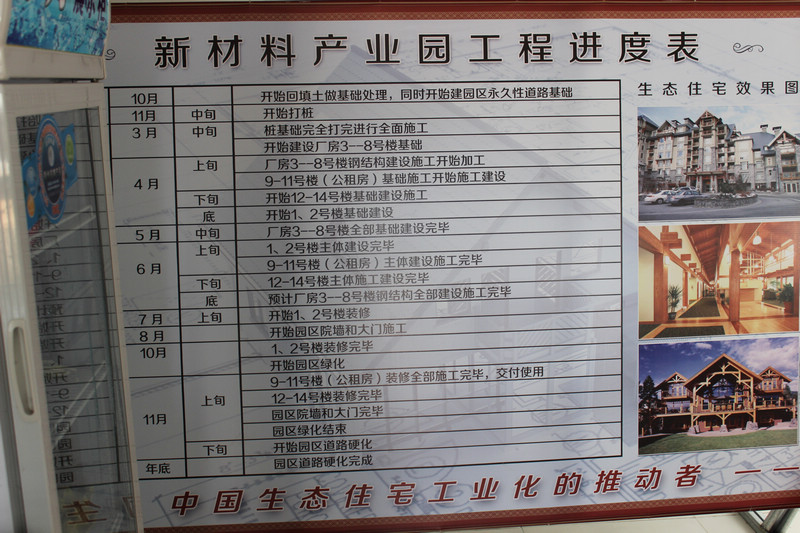 新材料产业园工程进度表
生态住宅效果图
10月 开始回填土做基础处理，同时开始建园区永久性道路基础
11月 中旬 开始打桩
3月 中旬 桩基础完全打完进行全面施工
开始建设厂房3--8号楼基础
4月 上旬 厂房3--8号楼钢结构建设施工开始加工
9-11号楼（公租房）基础施工开始施工建设
下旬 开始12-14号楼基础建设施工
底 开始1、2号楼基础建设
5月 中旬 厂房3--8号楼全部基础建设完毕
6月 上旬 1、2号楼主体建设完毕
9-11号楼（公租房）主体建设施工完毕
下旬 12-14号楼主体施工建设完毕
底 预计厂房3--8号楼钢结构全部建设施工完毕
7月 上旬 开始1、2号楼装修
8月 开始园区院墙和大门施工
10月 1、2号楼装修完毕
开始园区绿化
11月 上旬 9-11号楼（公租房）装修全部施工完毕，交付使用
12-14号楼装修完毕
园区院墙和大门完毕
园区绿化结束
下旬 开始园区道路硬化
年底 园区道路硬化完成
中国生态住宅工业化的推动者 一一